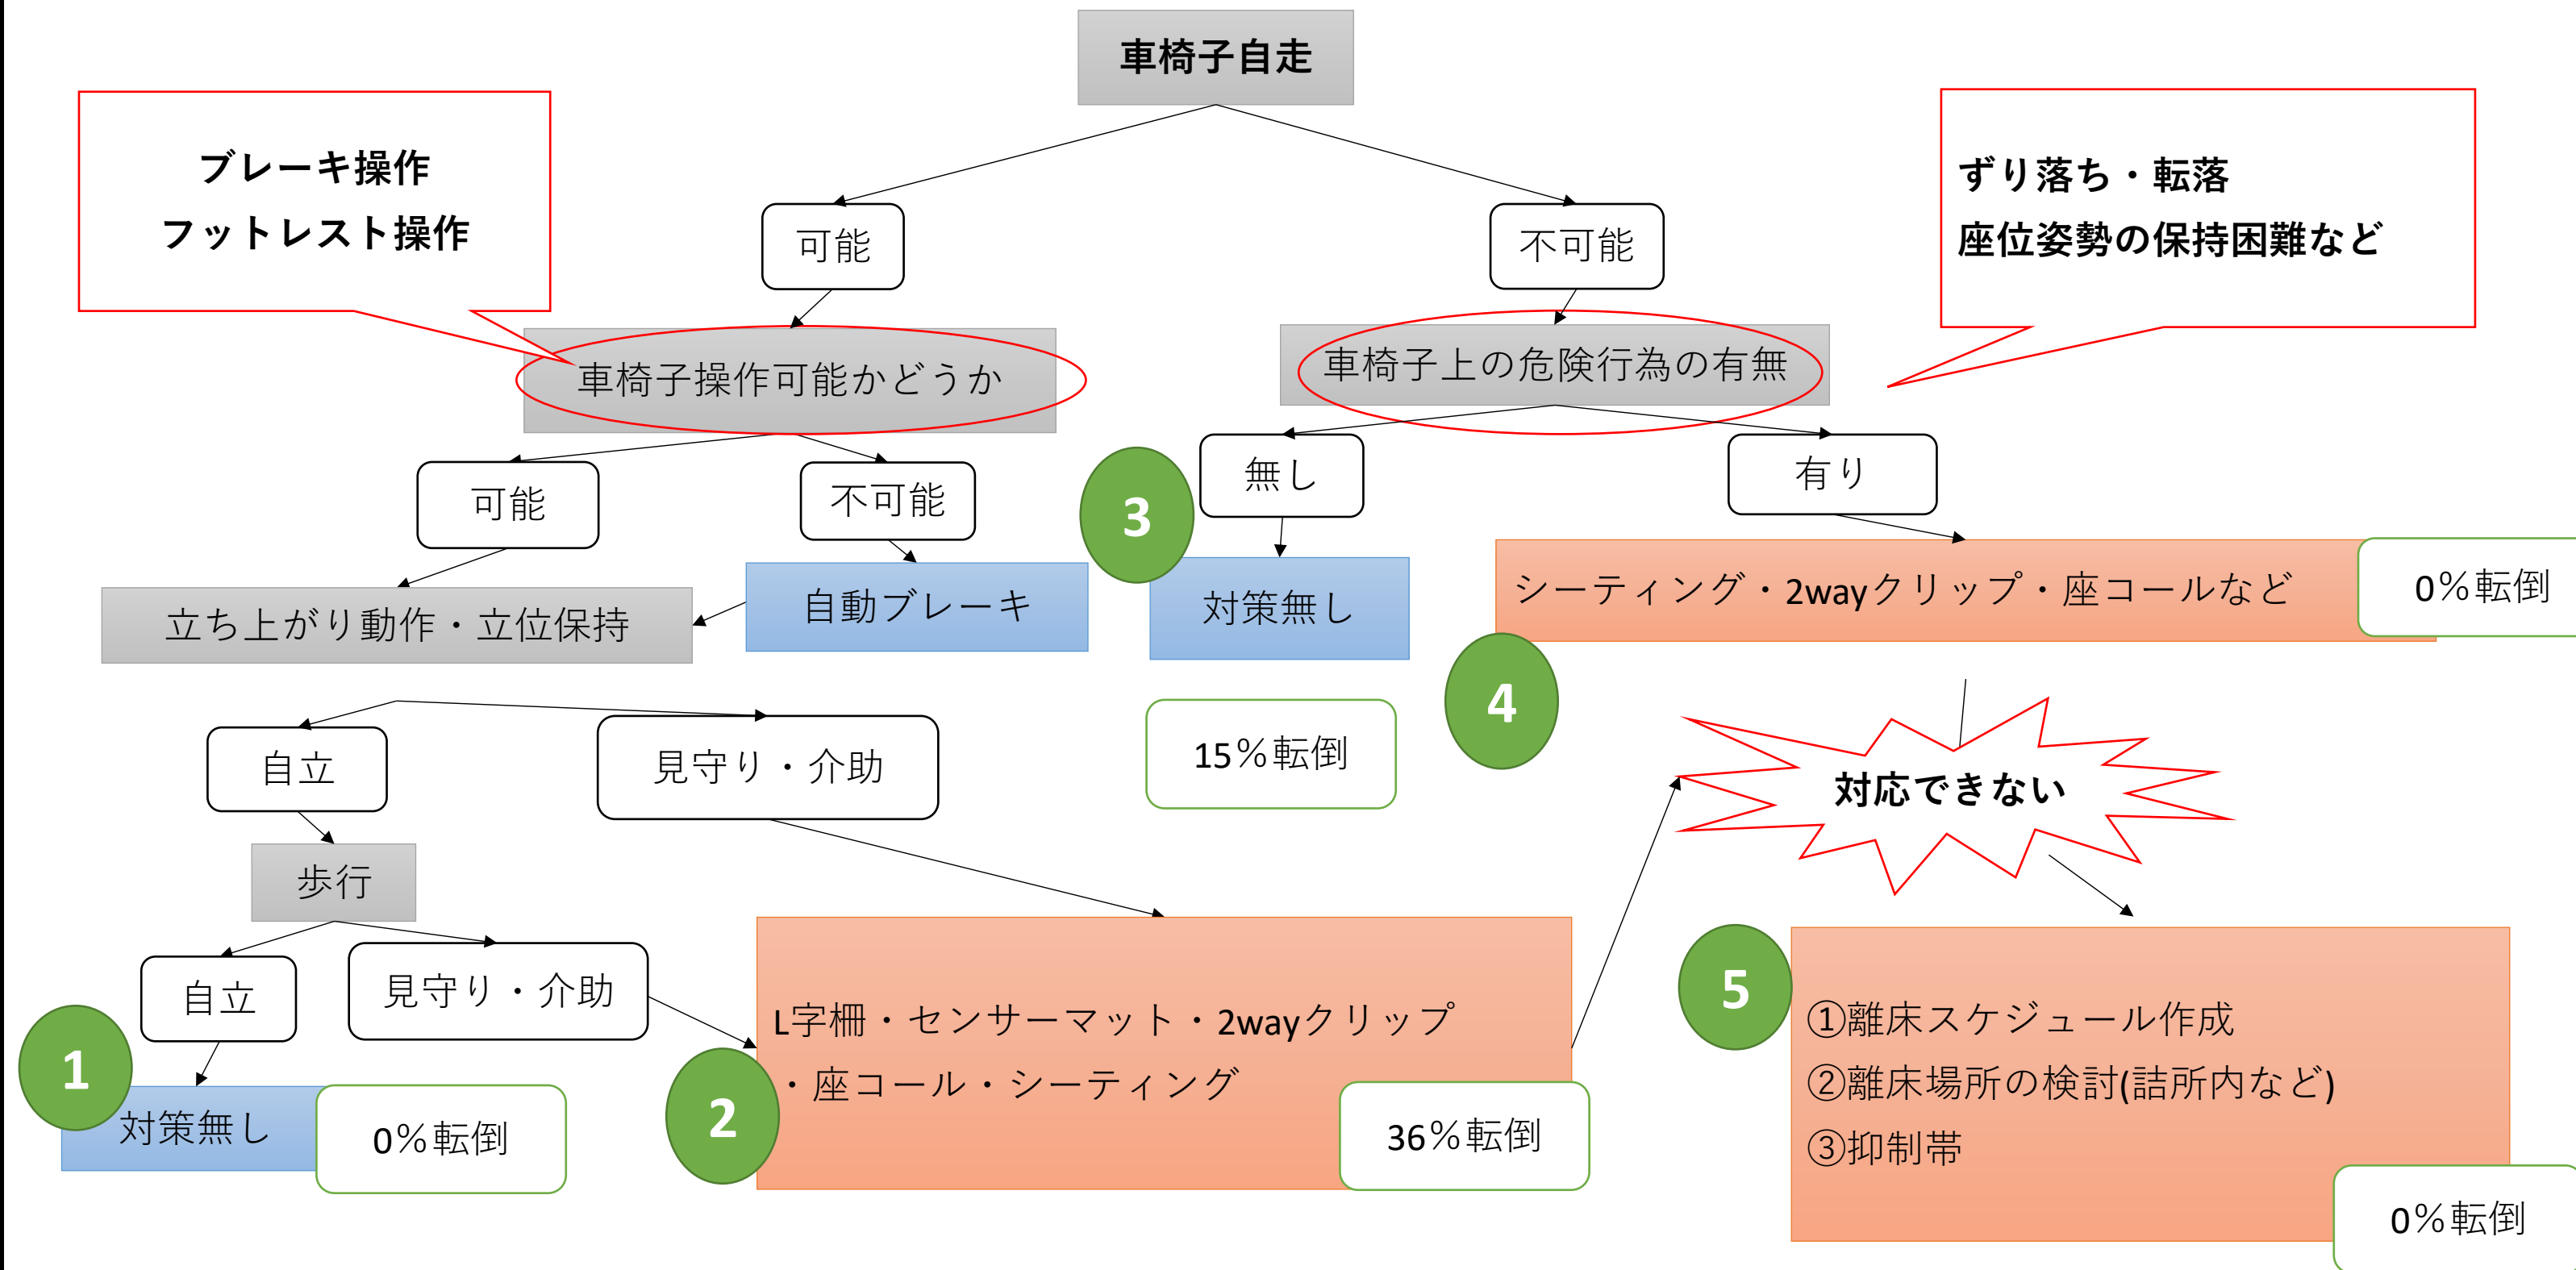 車椅子自走
ブレーキ操作
フットレスト操作
ずり落ち・転落
座位姿勢の保持困難など
可能
不可能
車椅子操作可能かどうか
車椅子上の危険行為の有無
可能
不可能
3
無し
有り
立ち上がり動作・立位保持
自動ブレーキ
対策無し
シーティング・2wayクリップ・座コールなど
0％転倒
4
自立
見守り・介助
15％転倒
対応できない
歩行
自立
見守り・介助
1
対策無し
0％転倒
2
L字柵・センサーマット・2wayクリップ
・座コール・シーティング
36％転倒
5
①離床スケジュール作成
②離床場所の検討(詰所内など)
③抑制帯
0％転倒